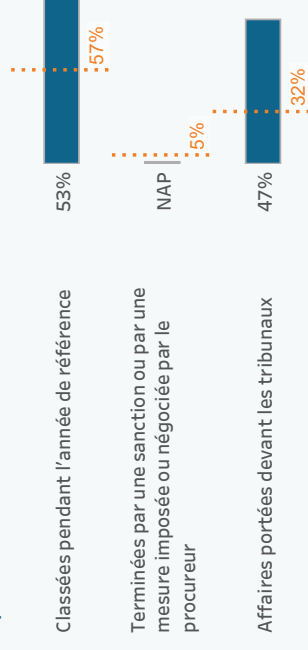 Classées pendant l'année de référence
53%
57%
Terminées par une sanction ou par une
mesure imposée ou négociée par le
procureur
NAP
5%
Affaires portées devant les tribunaux
47%
32%